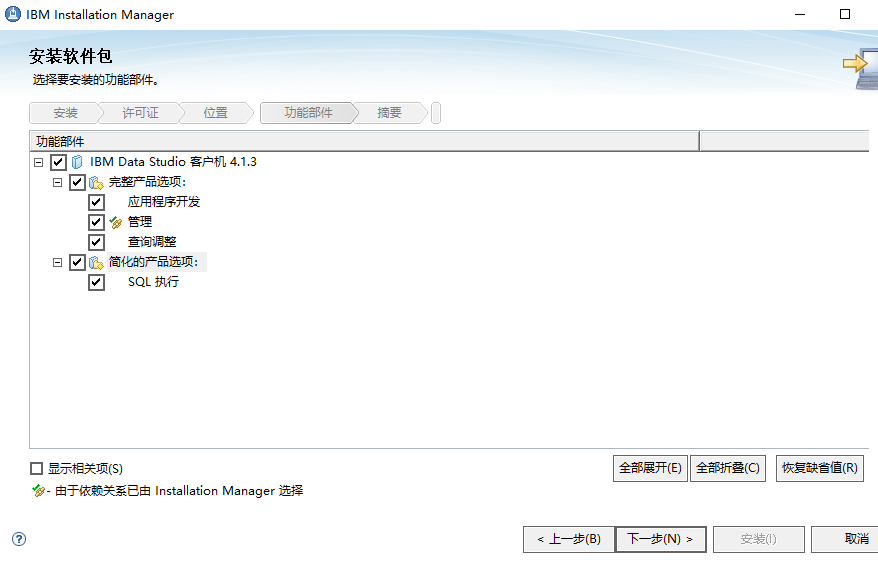 IBM Installation Manager
安装软件包
选择要安装的功能部件。
安装 许可证 位置 功能部件 摘要
功能部件
IBM Data Studio 客户机 4.1.3
完整产品选项:
应用程序开发
管理
查询调整
简化的产品选项:
SQL 执行
显示相关项(S)
全部展开(E) 全部折叠(C) 恢复缺省值(R)
- 由于依赖关系已由 Installation Manager 选择
? < 上一步(B) 下一步(N) > 安装(I) 取消